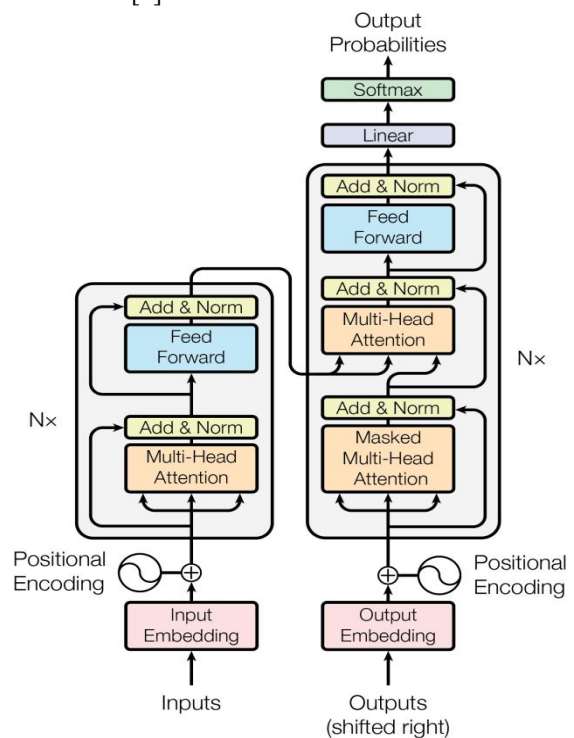 Output
Probabilities
Softmax
Linear
Add & Norm
Feed
Forward
Add & Norm
Multi-Head
Attention
Add & Norm
Masked
Multi-Head
Attention
N×
Add & Norm
Feed
Forward
Add & Norm
Multi-Head
Attention
N×
Positional
Encoding
Positional
Encoding
Input
Embedding
Output
Embedding
Inputs
Outputs
(shifted right)